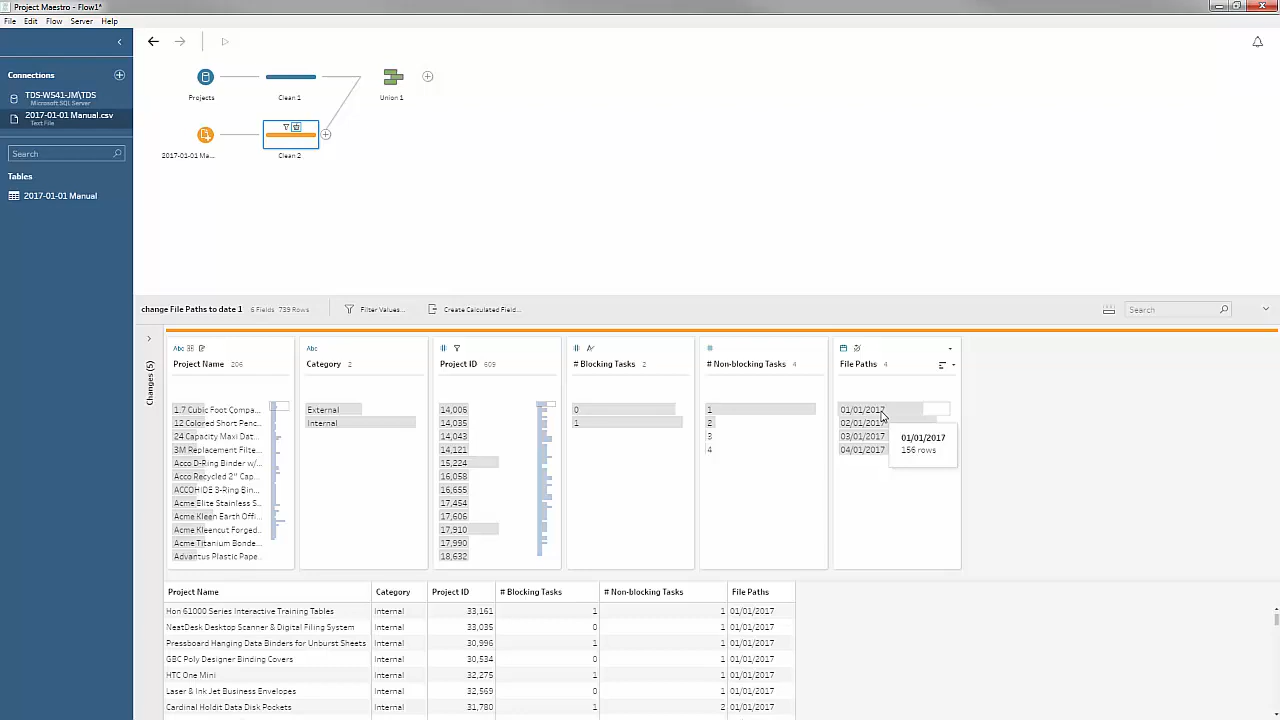 Project Maestro - Flow1*
File Edit Flow Server Help
Connections
TDS-W541-JM\TDS
Microsoft SQL Server
2017-01-01 Manual.csv
Text File
Search
Tables
2017-01-01 Manual
Projects
Clean 1
Union 1
2017-01-01 Ma...
Clean 2
change File Paths to date 1 6 Fields 739 Rows Filter Values... Create Calculated Field... Search
Changes (5)
Abc
Project Name 206
1.7 Cubic Foot Compa...
12 Colored Short Penc...
24 Capacity Maxi Dat...
3M Replacement Filte...
Acco D-Ring Binder w/...
Acco Recycled 2" Cap...
ACCOHIDE 3-Ring Bin...
Acme Elite Stainless S...
Acme Kleen Earth Offi...
Acme Kleencut Forged...
Acme Titanium Bonde...
Advantus Plastic Pape...
Abc
Category 2
External
Internal
Project ID 609
14,006
14,035
14,043
14,121
15,224
16,058
16,655
17,454
17,606
17,910
17,990
18,632
# Blocking Tasks 2
0
1
# Non-blocking Tasks 4
1
2
3
4
File Paths 4
01/01/2017
02/01/2017
03/01/2017
04/01/2017
01/01/2017
156 rows
Project Name Category Project ID # Blocking Tasks # Non-blocking Tasks File Paths
Hon 61000 Series Interactive Training Tables Internal 33,161 1 1 01/01/2017
NeatDesk Desktop Scanner & Digital Filing System Internal 33,035 0 1 01/01/2017
Pressboard Hanging Data Binders for Unburst Sheets Internal 30,996 1 1 01/01/2017
GBC Poly Designer Binding Covers Internal 30,534 0 1 01/01/2017
HTC One Mini Internal 32,275 1 1 01/01/2017
Laser & Ink Jet Business Envelopes Internal 32,569 0 1 01/01/2017
Cardinal Holdit Data Disk Pockets Internal 31,780 1 2 01/01/2017